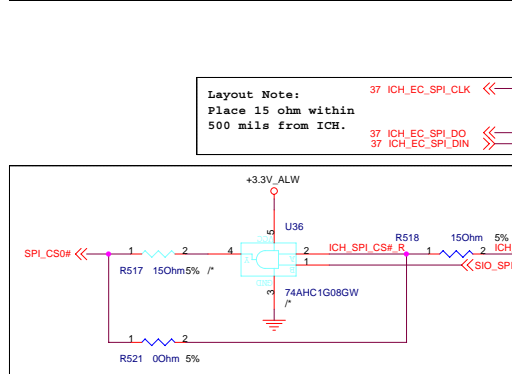 Layout Note:
Place 15 ohm within
500 mils from ICH.
37 ICH_EC_SPI_CLK
37 ICH_EC_SPI_DO
37 ICH_EC_SPI_DIN
+3.3V_ALW
5
U36
SPI_CS0#
1 2
R517 15Ohm 5% /*
4
2
1
ICH_SPI_CS#_R
R518 15Ohm 5%
1 2
ICH
SIO_SPI
3
74AHC1G08GW
/*
1 2
R521 0Ohm 5%